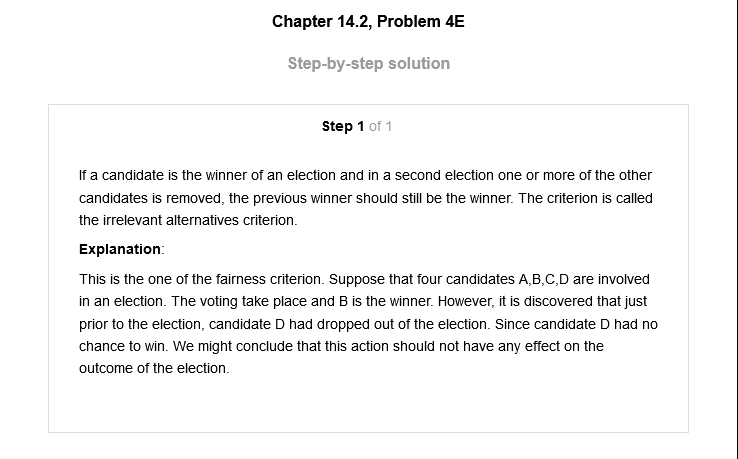 Chapter 14.2, Problem 4E
Step-by-step solution
Step 1 of 1
If a candidate is the winner of an election and in a second election one or more of the other
candidates is removed, the previous winner should still be the winner. The criterion is called
the irrelevant alternatives criterion.
Explanation:
This is the one of the fairness criterion. Suppose that four candidates A,B,C,D are involved
in an election. The voting take place and B is the winner. However, it is discovered that just
prior to the election, candidate D had dropped out of the election. Since candidate D had no
chance to win. We might conclude that this action should not have any effect on the
outcome of the election.